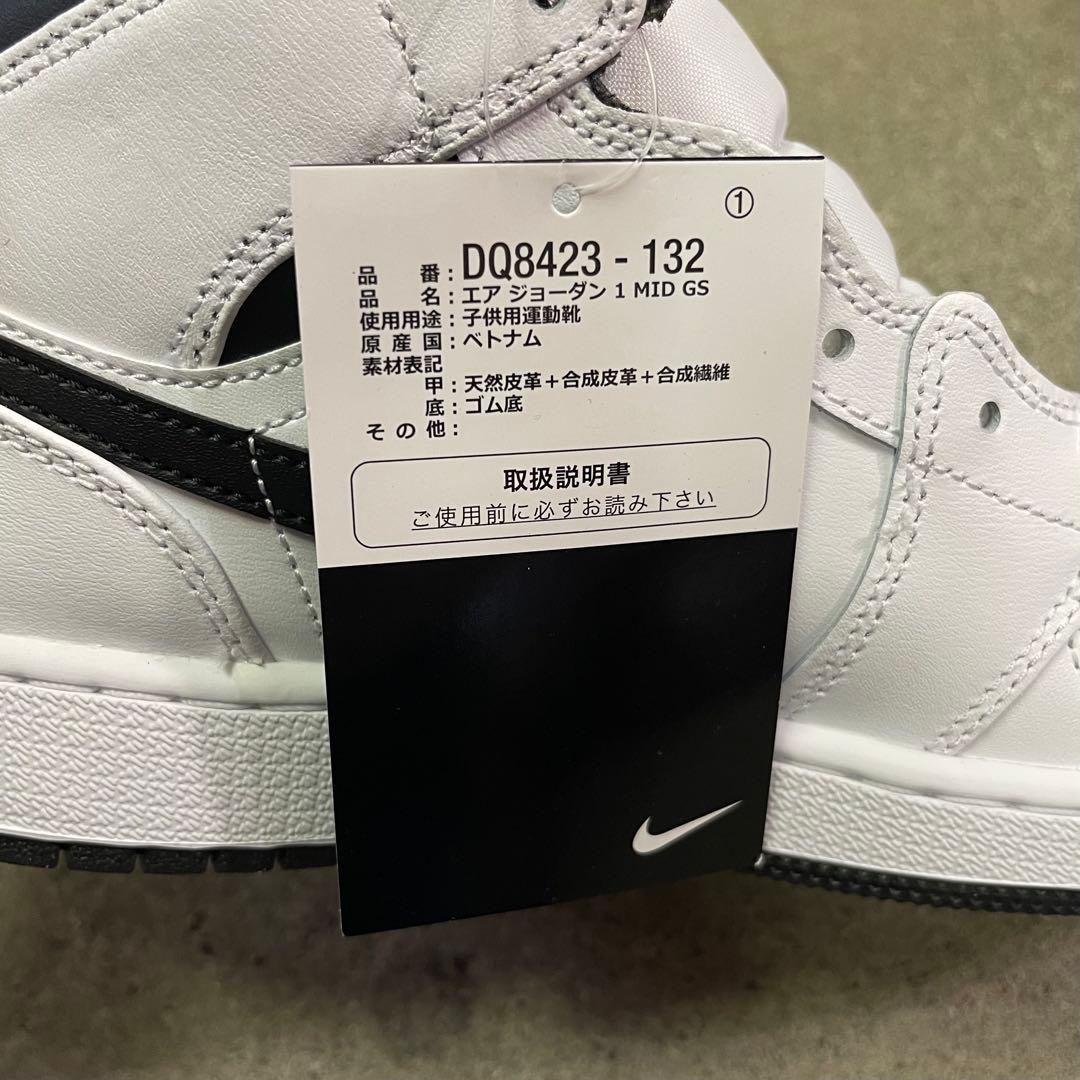 ①
品 番：DQ8423 - 132
品 名：エア ジョーダン 1 MID GS
使用用途：子供用運動靴
原 産 国：ベトナム
素材表記
甲：天然皮革＋合成皮革＋合成繊維
底：ゴム底
そ の 他：
取扱説明書
ご使用前に必ずお読み下さい